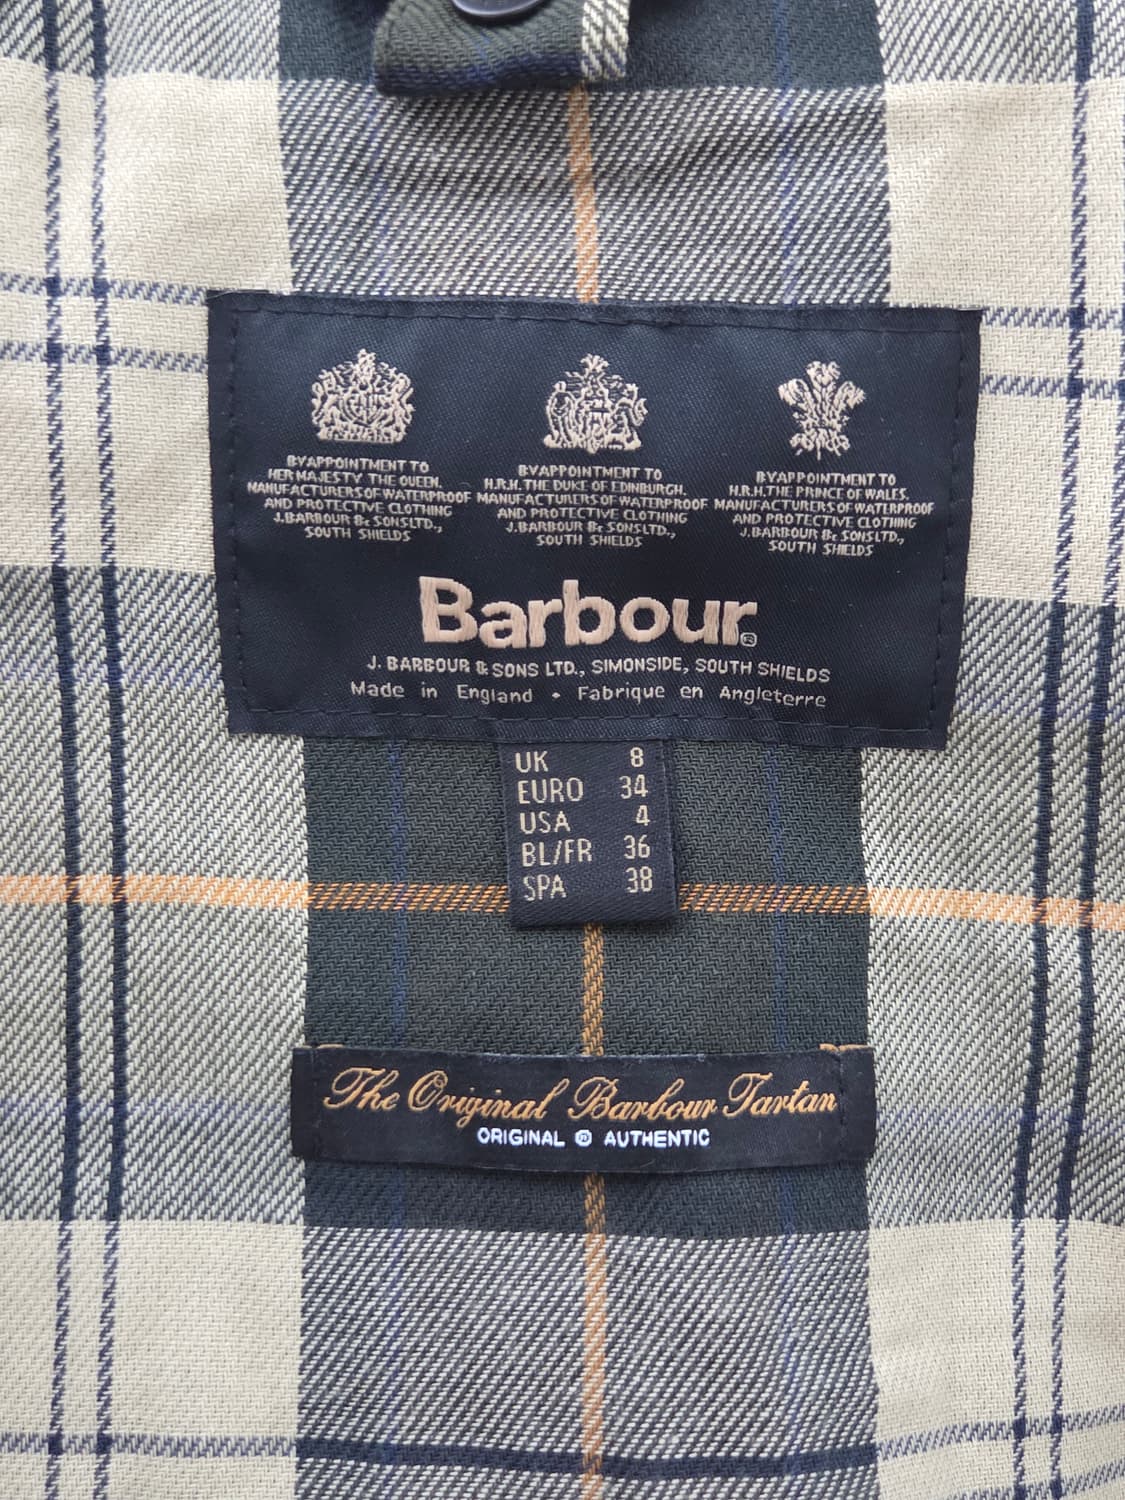 BY APPOINTMENT TO
HER MAJESTY THE QUEEN.
MANUFACTURERS OF WATERPROOF
AND PROTECTIVE CLOTHING
J. BARBOUR & SONS LTD.,
SOUTH SHIELDS
BY APPOINTMENT TO
H.R.H. THE DUKE OF EDINBURGH.
MANUFACTURERS OF WATERPROOF
AND PROTECTIVE CLOTHING
J. BARBOUR & SONS LTD.,
SOUTH SHIELDS
BY APPOINTMENT TO
H.R.H. THE PRINCE OF WALES.
MANUFACTURERS OF WATERPROOF
AND PROTECTIVE CLOTHING
J. BARBOUR & SONS LTD.,
SOUTH SHIELDS
Barbour®
J. BARBOUR & SONS LTD., SIMONSIDE, SOUTH SHIELDS
Made in England • Fabrique en Angleterre
UK 8
EURO 34
USA 4
BL/FR 36
SPA 38
The Original Barbour Tartan
ORIGINAL ® AUTHENTIC